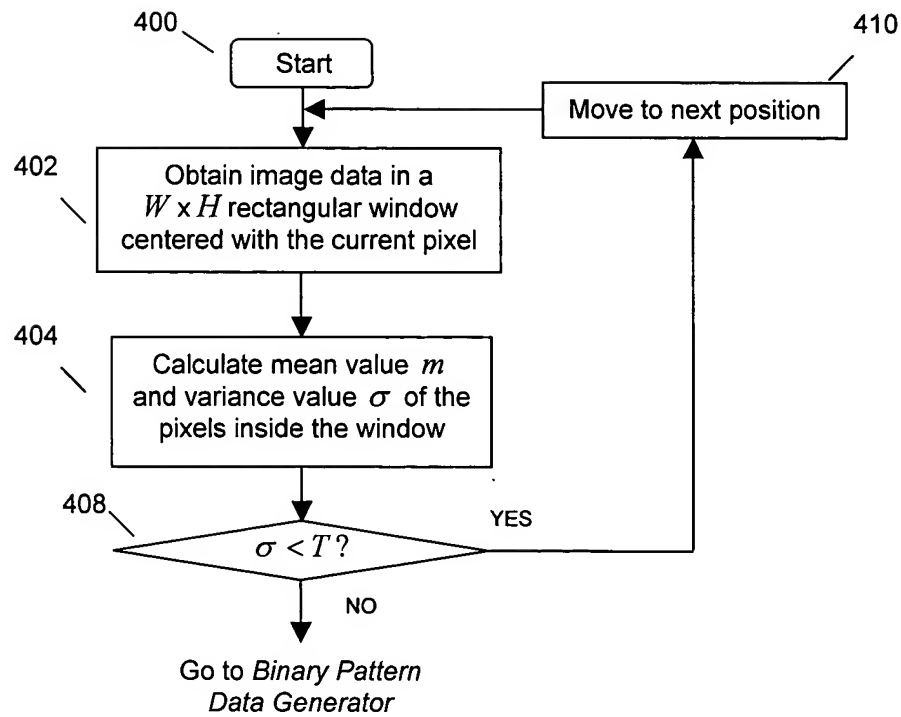 400
Start
410
Move to next position
402
Obtain image data in a
W x H rectangular window
centered with the current pixel
404
Calculate mean value m
and variance value σ of the
pixels inside the window
408
σ < T?
YES
NO
Go to Binary Pattern
Data Generator